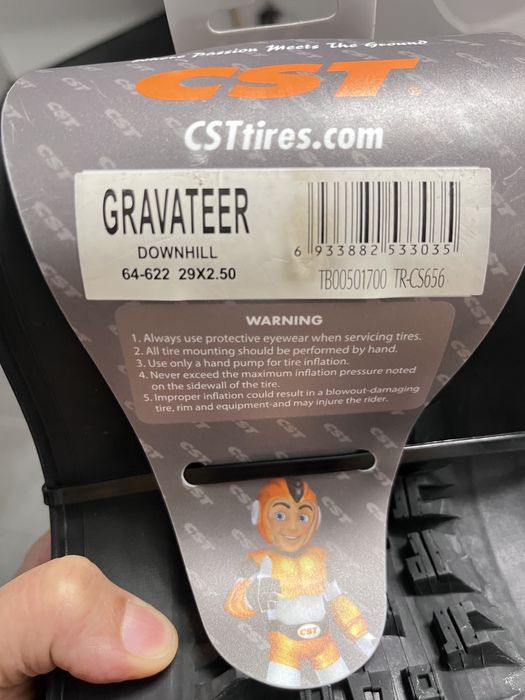 Where Passion Meets The Ground
CST
CSTtires.com
GRAVATEER
DOWNHILL
64-622 29X2.50
6 933882 533035
TB00501700 TR-CS656
WARNING
1. Always use protective eyewear when servicing tires.
2. All tire mounting should be performed by hand.
3. Use only a hand pump for tire inflation.
4. Never exceed the maximum inflation pressure noted
on the sidewall of the tire.
5. Improper inflation could result in a blowout-damaging
tire, rim and equipment-and may injure the rider.
CST